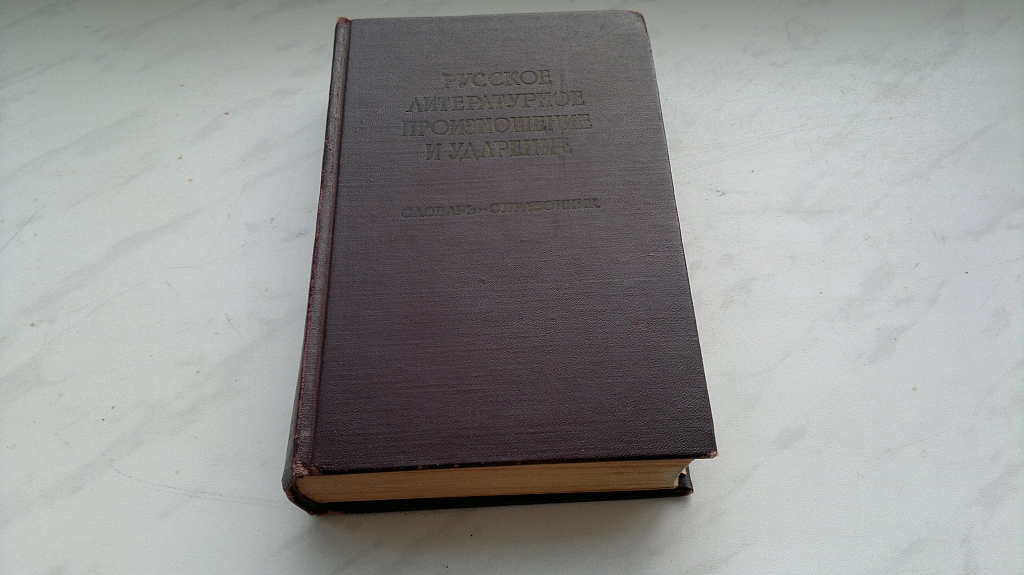 РУССКОЕ
ЛИТЕРАТУРНОЕ
ПРОИЗНОШЕНИЕ
И УДАРЕНИЕ
СЛОВАРЬ-СПРАВОЧНИК